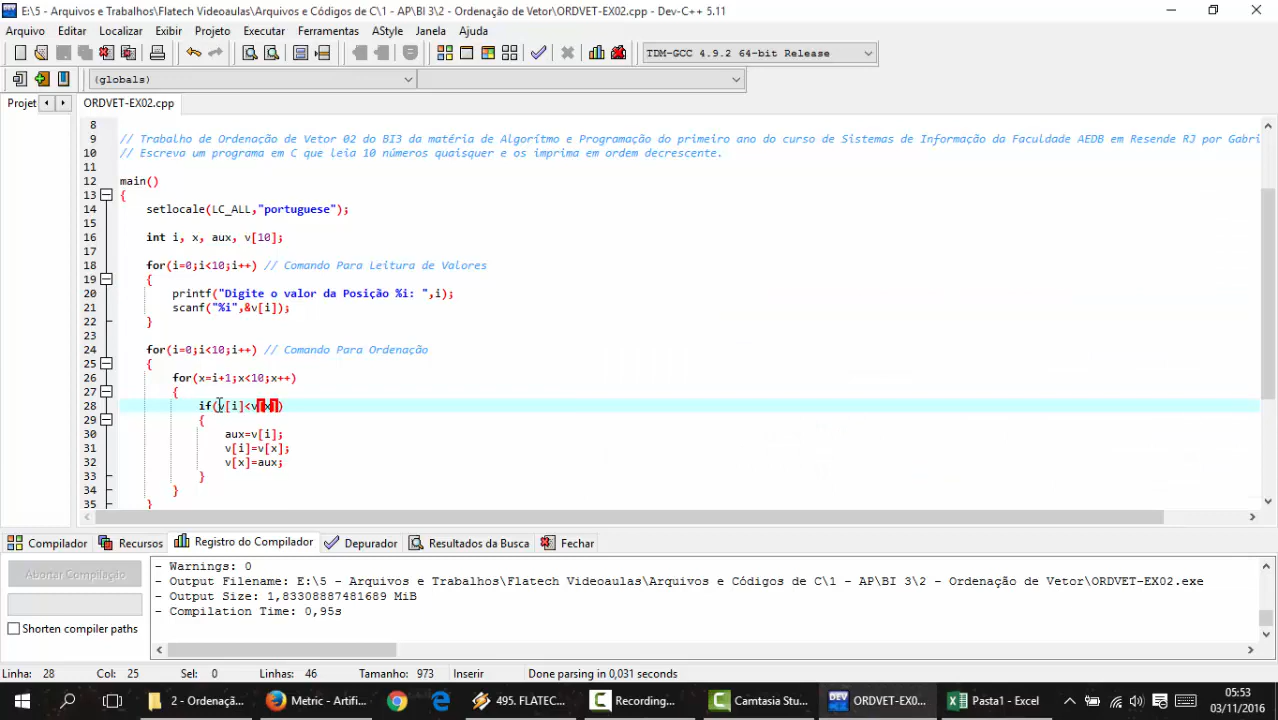 E:\5 - Arquivos e Trabalhos\Flatech Videoaulas\Arquivos e Códigos de C\1 - AP\BI 3\2 - Ordenação de Vetor\ORDVET-EX02.cpp - Dev-C++ 5.11
Arquivo Editar Localizar Exibir Projeto Executar Ferramentas AStyle Janela Ajuda
TDM-GCC 4.9.2 64-bit Release
(globals)
Projet ORDVET-EX02.cpp
8
9 // Trabalho de Ordenação de Vetor 02 do BI3 da matéria de Algorítmo e Programação do primeiro ano do curso de Sistemas de Informação da Faculdade AEDB em Resende RJ por Gabri
10 // Escreva um programa em C que leia 10 números quaisquer e os imprima em ordem decrescente.
11
12 main()
13 {
14 setlocale(LC_ALL,"portuguese");
15
16 int i, x, aux, v[10];
17
18 for(i=0;i<10;i++) // Comando Para Leitura de Valores
19 {
20 printf("Digite o valor da Posição %i: ",i);
21 scanf("%i",&v[i]);
22 }
23
24 for(i=0;i<10;i++) // Comando Para Ordenação
25 {
26 for(x=i+1;x<10;x++)
27 {
28 if(v[i]<v[x])
29 {
30 aux=v[i];
31 v[i]=v[x];
32 v[x]=aux;
33 }
34 }
35 }
Compilador Recursos Registro do Compilador Depurador Resultados da Busca Fechar
Abortar Compilação
Shorten compiler paths
- Warnings: 0
- Output Filename: E:\5 - Arquivos e Trabalhos\Flatech Videoaulas\Arquivos e Códigos de C\1 - AP\BI 3\2 - Ordenação de Vetor\ORDVET-EX02.exe
- Output Size: 1,83308887481689 MiB
- Compilation Time: 0,95s
Linha: 28 Col: 25 Sel: 0 Linhas: 46 Tamanho: 973 Inserir Done parsing in 0,031 seconds
2 - Ordenaçã... Metric - Artifi... 495. FLATEC... Recording... Camtasia Stu... DEV ORDVET-EX0... Pasta1 - Excel 05:53
03/11/2016